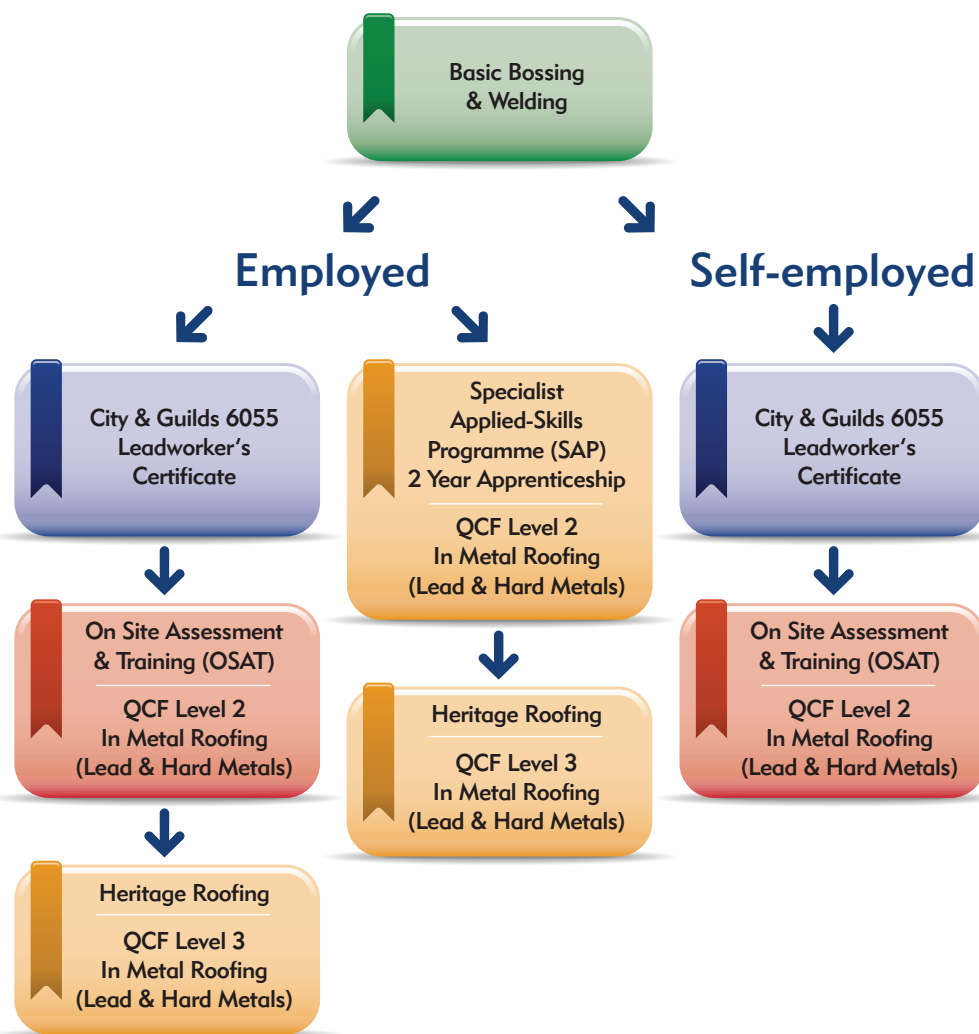 Basic Bossing
& Welding
Employed
Self-employed
City & Guilds 6055
Leadworker‘s
Certificate
Specialist
Applied-Skills
Programme (SAP)
2 Year Apprenticeship
QCF Level 2
In Metal Roofing
(Lead & Hard Metals)
City & Guilds 6055
Leadworker‘s
Certificate
On Site Assessment
& Training (OSAT)
QCF Level 2
In Metal Roofing
(Lead & Hard Metals)
Heritage Roofing
QCF Level 3
In Metal Roofing
(Lead & Hard Metals)
On Site Assessment
& Training (OSAT)
QCF Level 2
In Metal Roofing
(Lead & Hard Metals)
Heritage Roofing
QCF Level 3
In Metal Roofing
(Lead & Hard Metals)